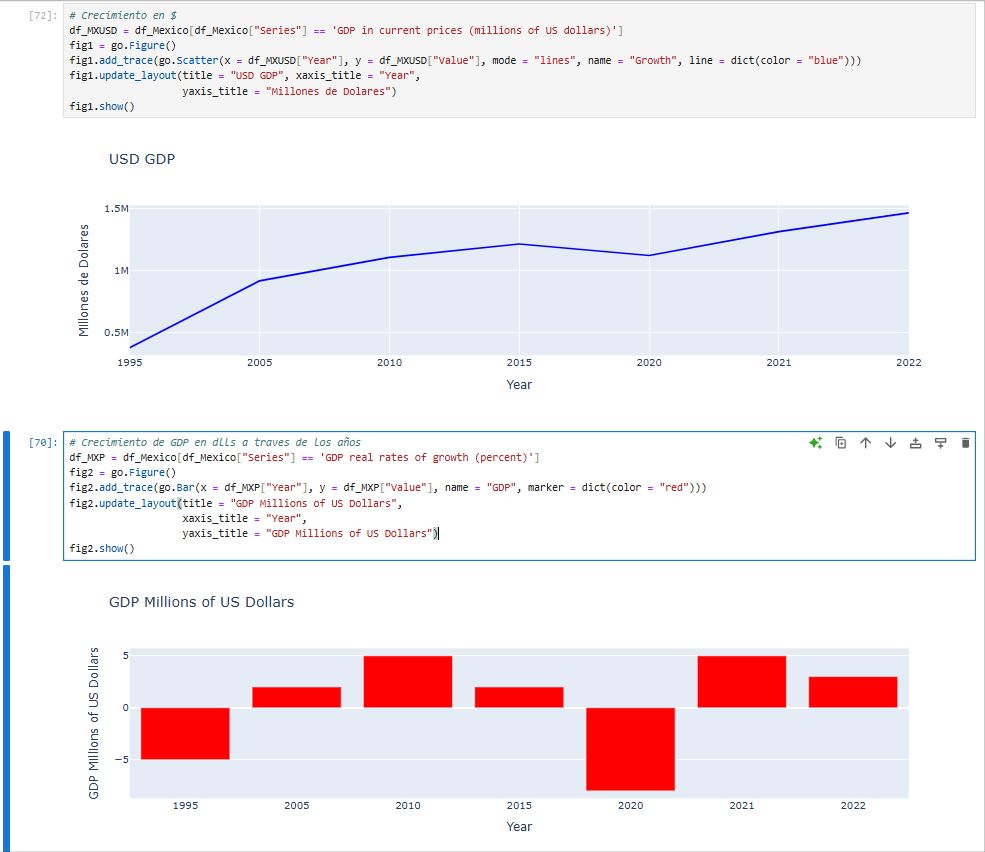 [72]:
# Crecimiento en $
df_MXUSD = df_Mexico[df_Mexico["Series"] == 'GDP in current prices (millions of US dollars)']
fig1 = go.Figure()
fig1.add_trace(go.Scatter(x = df_MXUSD["Year"], y = df_MXUSD["Value"], mode = "lines", name = "Growth", line = dict(color = "blue")))
fig1.update_layout(title = "USD GDP", xaxis_title = "Year",
yaxis_title = "Millones de Dolares")
fig1.show()
USD GDP
Millones de Dolares
1.5M
1M
0.5M
1995 2005 2010 2015 2020 2021 2022
Year
[70]:
# Crecimiento de GDP en dlls a traves de los años
df_MXP = df_Mexico[df_Mexico["Series"] == 'GDP real rates of growth (percent)']
fig2 = go.Figure()
fig2.add_trace(go.Bar(x = df_MXP["Year"], y = df_MXP["Value"], name = "GDP", marker = dict(color = "red")))
fig2.update_layout(title = "GDP Millions of US Dollars",
xaxis_title = "Year",
yaxis_title = "GDP Millions of US Dollars")
fig2.show()
GDP Millions of US Dollars
GDP Millions of US Dollars
5
0
−5
1995 2005 2010 2015 2020 2021 2022
Year